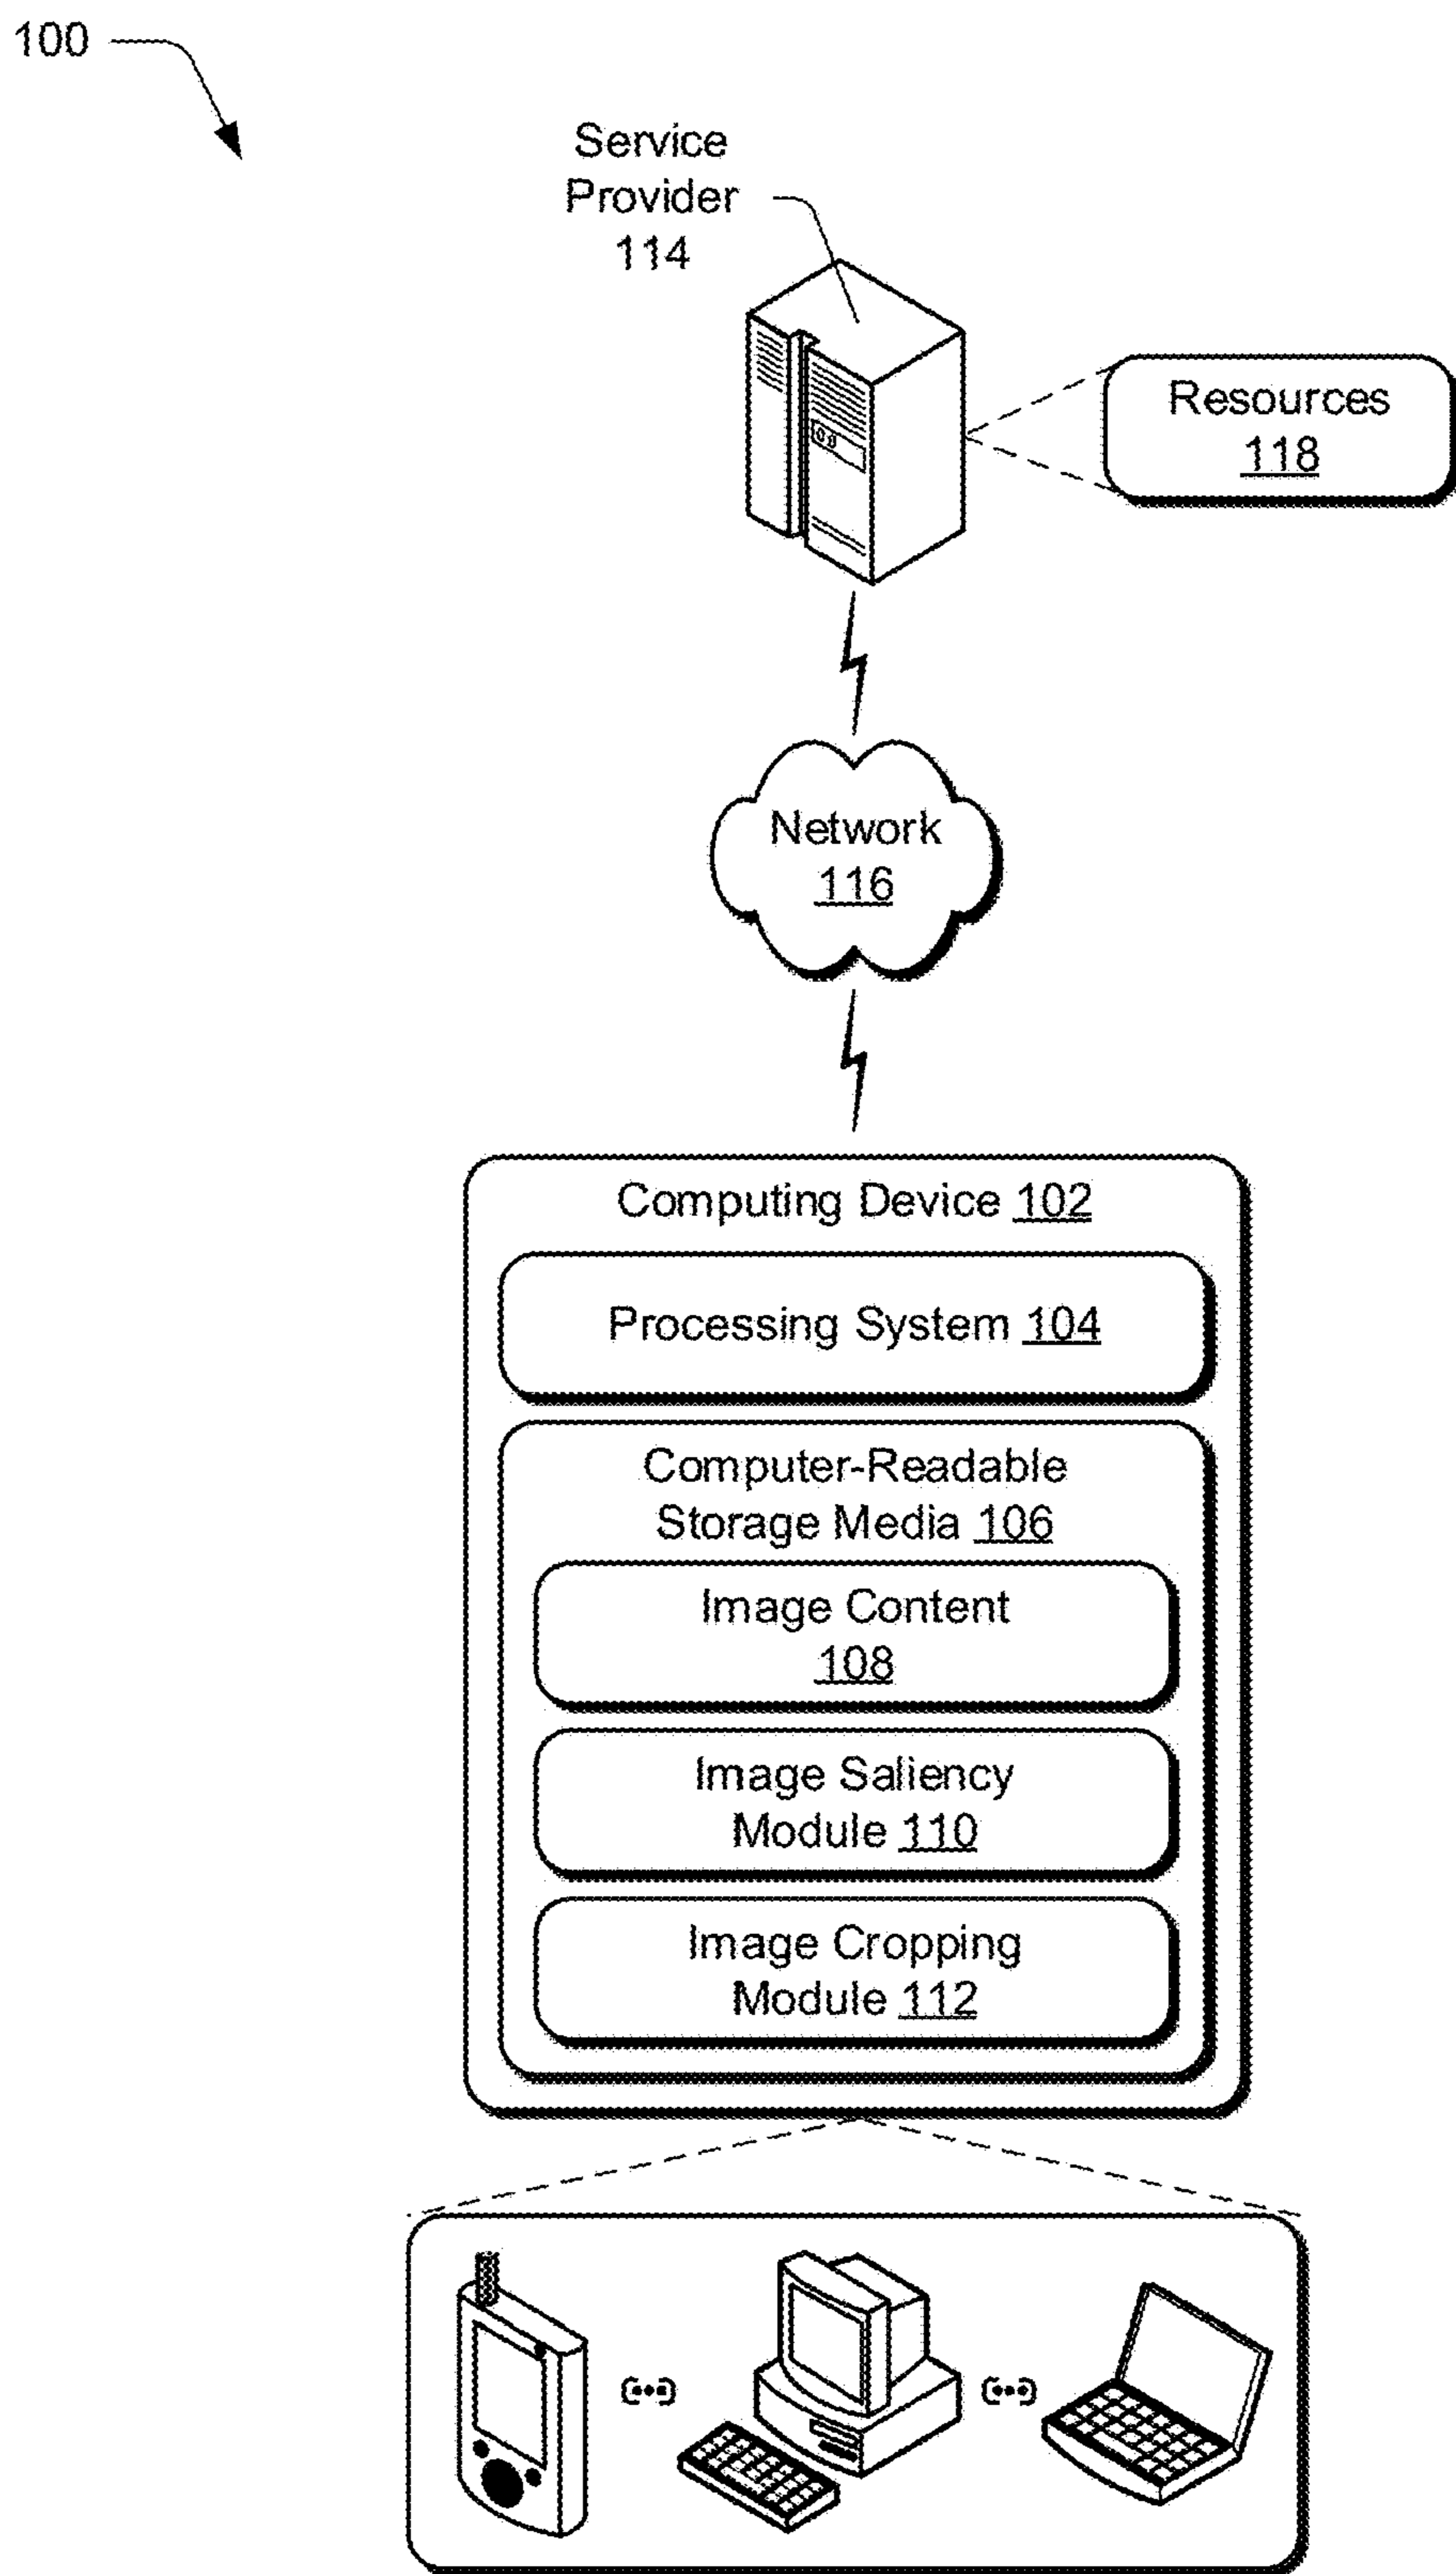 100
Service
Provider
114
Resources
118
Network
116
Computing Device 102
Processing System 104
Computer-Readable
Storage Media 106
Image Content
108
Image Saliency
Module 110
Image Cropping
Module 112